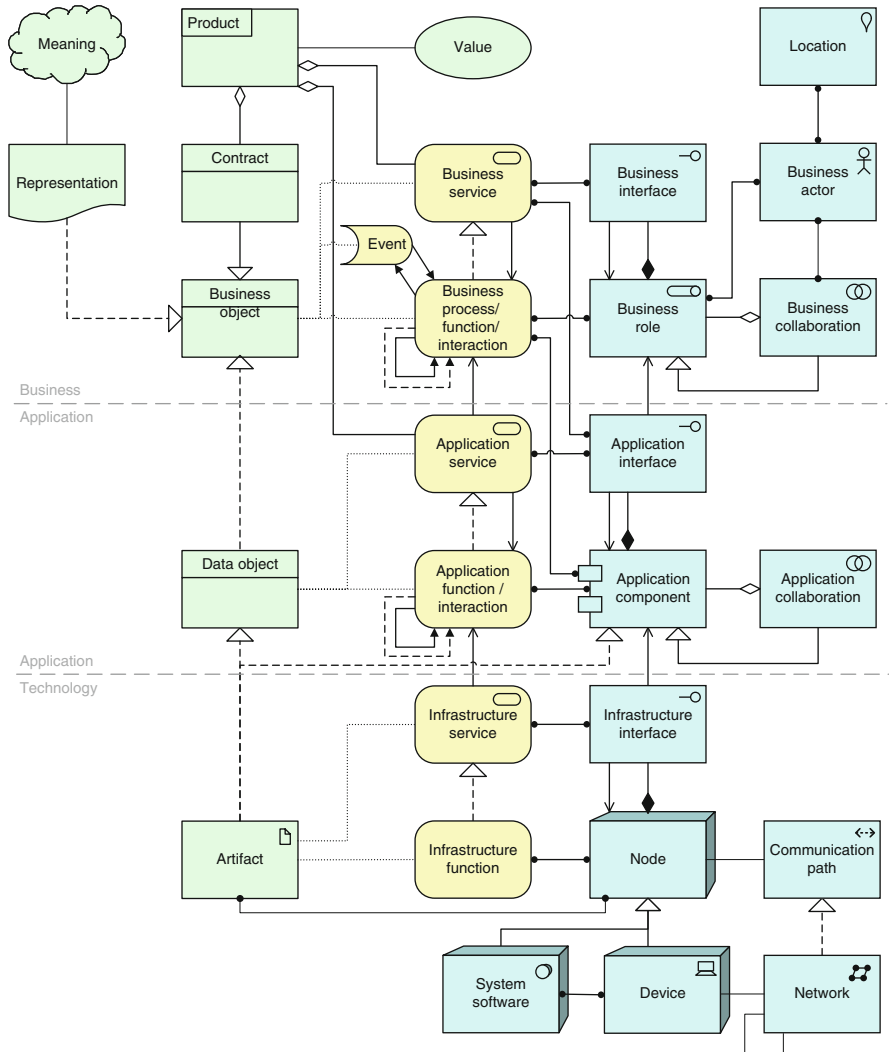 Meaning
Product
Value
Location
Representation
Contract
Business
service
Business
interface
Business
actor
Event
Business
object
Business
process/
function/
interaction
Business
role
Business
collaboration
Business
Application
Application
service
Application
interface
Data object
Application
function /
interaction
Application
component
Application
collaboration
Application
Technology
Infrastructure
service
Infrastructure
interface
Artifact
Infrastructure
function
Node
Communication
path
System
software
Device
Network